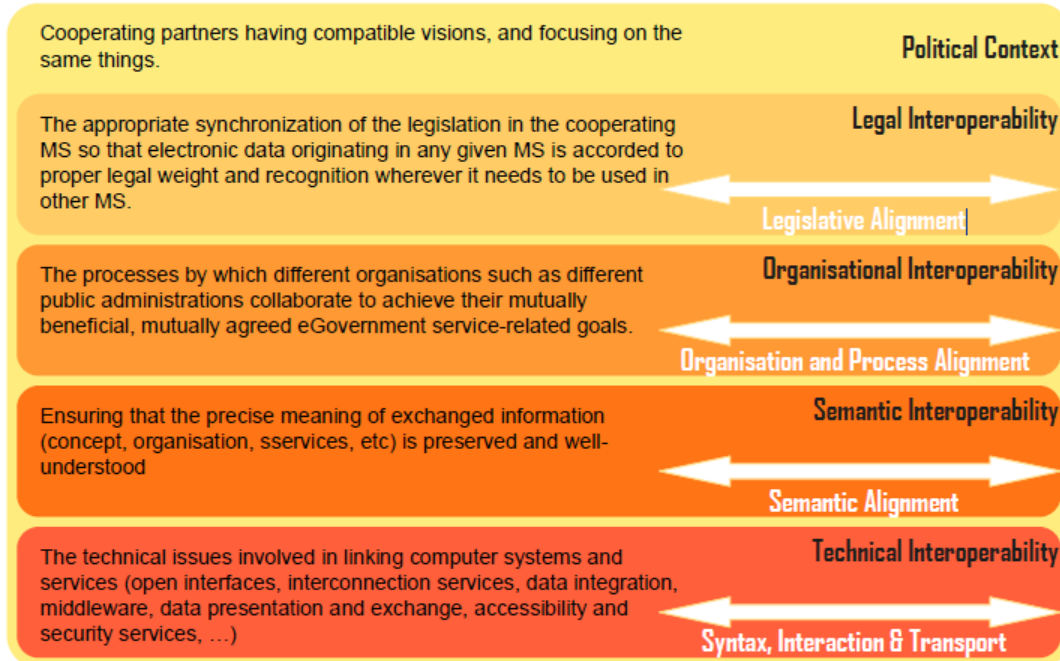 Cooperating partners having compatible visions, and focusing on the
same things.
Political Context
Legal Interoperability
The appropriate synchronization of the legislation in the cooperating
MS so that electronic data originating in any given MS is accorded to
proper legal weight and recognition wherever it needs to be used in
other MS.
Legislative Alignment
Organisational Interoperability
The processes by which different organisations such as different
public administrations collaborate to achieve their mutually
beneficial, mutually agreed eGovernment service-related goals.
Organisation and Process Alignment
Semantic Interoperability
Ensuring that the precise meaning of exchanged information
(concept, organisation, sservices, etc) is preserved and well-
understood
Semantic Alignment
Technical Interoperability
The technical issues involved in linking computer systems and
services (open interfaces, interconnection services, data integration,
middleware, data presentation and exchange, accessibility and
security services, …)
Syntax, Interaction & Transport